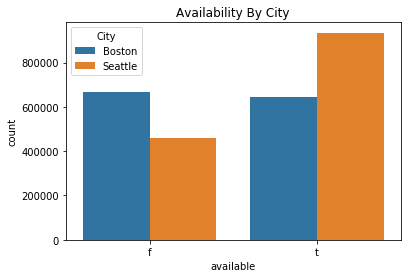 Availability By City
City
Boston
Seattle
800000
600000
400000
200000
0
count
f
t
available